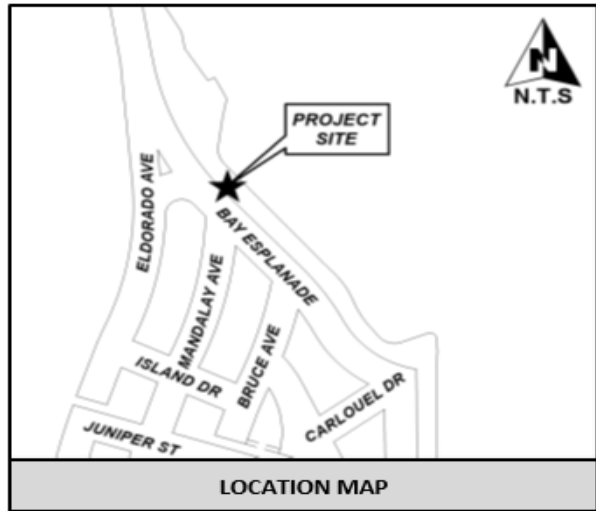 N
N.T.S
PROJECT
SITE
ELDORADO AVE
BAY ESPLANADE
MANDALAY AVE
ISLAND DR
BRUCE AVE
CARLOUEL DR
JUNIPER ST
LOCATION MAP